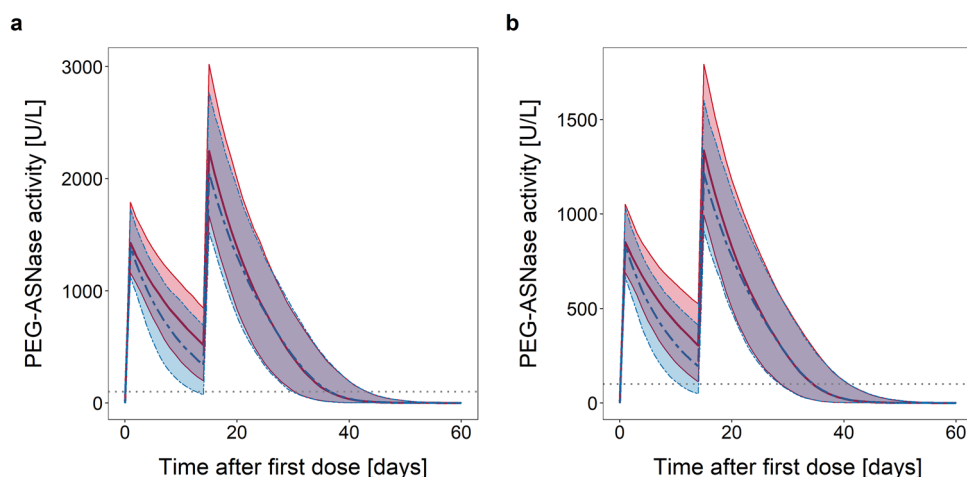 a
PEG-ASNase activity [U/L]
3000
2000
1000
0
0 20 40 60
Time after first dose [days]
b
PEG-ASNase activity [U/L]
1500
1000
500
0
0 20 40 60
Time after first dose [days]